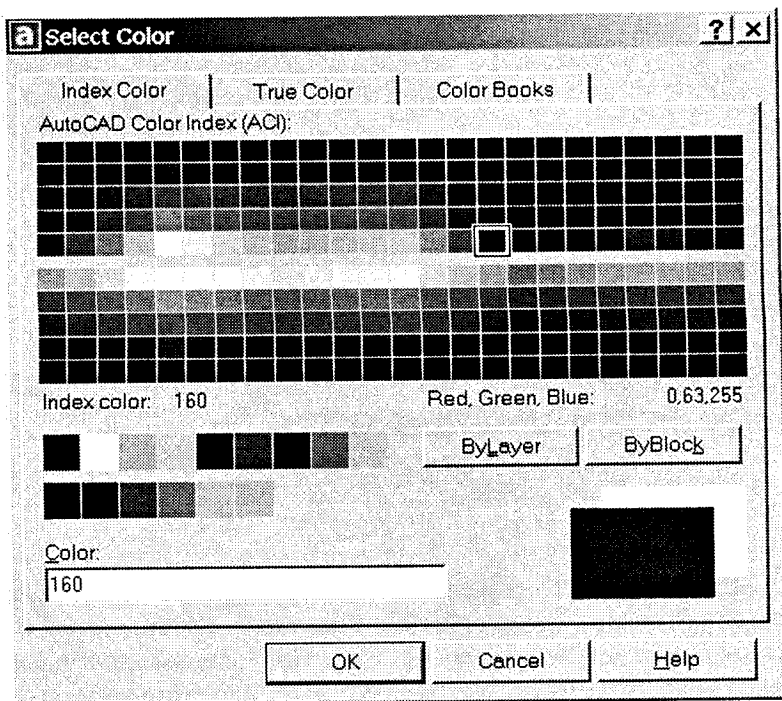 a Select Color ? ×
Index Color True Color Color Books
AutoCAD Color Index (ACI):
Index color: 160 Red, Green, Blue: 0,63,255
ByLayer ByBlock
Color:
160
OK Cancel Help